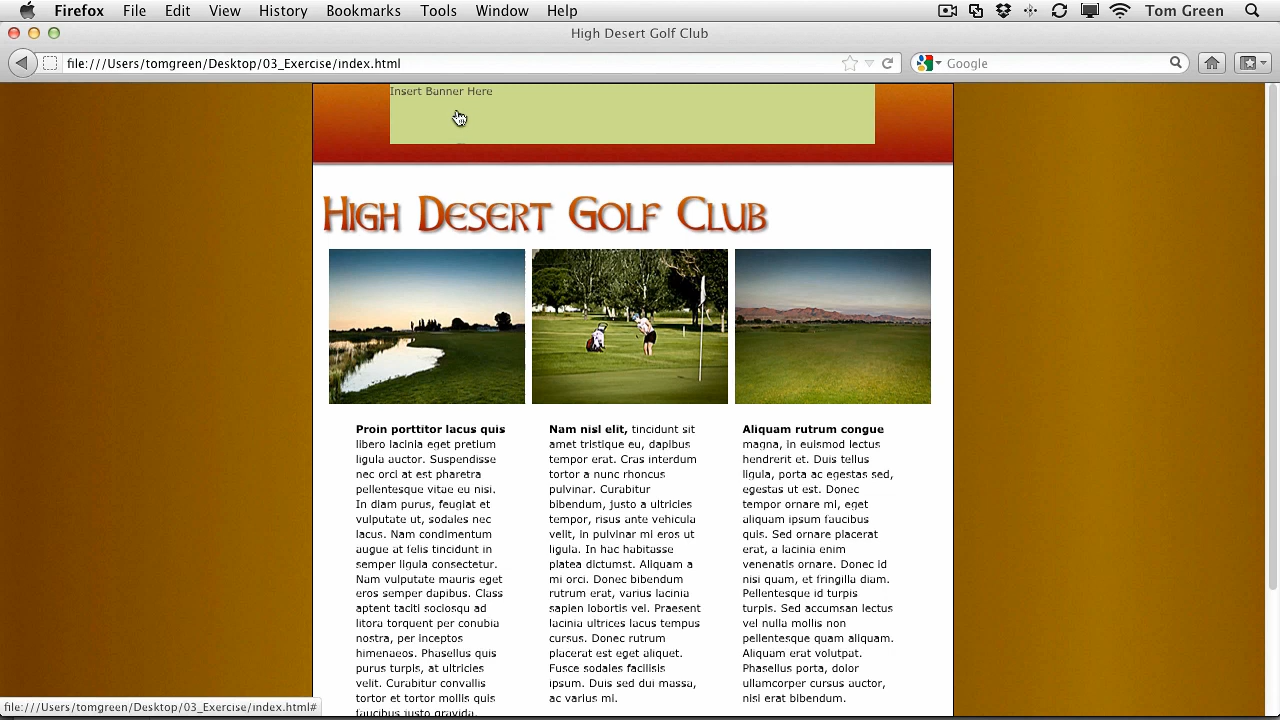 Firefox File Edit View History Bookmarks Tools Window Help Tom Green
High Desert Golf Club
file:///Users/tomgreen/Desktop/03_Exercise/index.html Google
Insert Banner Here
High Desert Golf Club
Proin porttitor lacus quis
libero lacinia eget pretium
ligula auctor. Suspendisse
nec orci at est pharetra
pellentesque vitae eu nisi.
In diam purus, feugiat et
vulputate ut, sodales nec
lacus. Nam condimentum
augue at felis tincidunt in
semper ligula consectetur.
Nam vulputate mauris eget
eros semper dapibus. Class
aptent taciti sociosqu ad
litora torquent per conubia
nostra, per inceptos
himenaeos. Phasellus quis
purus turpis, at ultricies
velit. Curabitur convallis
tortor et tortor mollis quis
faucibus justo gravida.
Nam nisl elit, tincidunt sit
amet tristique eu, dapibus
tempor erat. Cras interdum
tortor a nunc rhoncus
pulvinar. Curabitur
bibendum, justo a ultricies
tempor, risus ante vehicula
velit, in pulvinar mi eros ut
ligula. In hac habitasse
platea dictumst. Aliquam a
mi orci. Donec bibendum
rutrum erat, varius lacinia
sapien lobortis vel. Praesent
lacinia ultrices lacus tempus
cursus. Donec rutrum
placerat est eget aliquet.
Fusce sodales facilisis
ipsum. Duis sed dui massa,
ac varius mi.
Aliquam rutrum congue
magna, in euismod lectus
hendrerit et. Duis tellus
ligula, porta ac egestas sed,
egestas ut est. Donec
tempor ornare mi, eget
aliquam ipsum faucibus
quis. Sed ornare placerat
erat, a lacinia enim
venenatis ornare. Donec id
nisi quam, et fringilla diam.
Pellentesque id turpis
turpis. Sed accumsan lectus
vel nulla mollis non
pellentesque quam aliquam.
Aliquam erat volutpat.
Phasellus porta, dolor
ullamcorper cursus auctor,
nisl erat bibendum.
file:///Users/tomgreen/Desktop/03_Exercise/index.html#